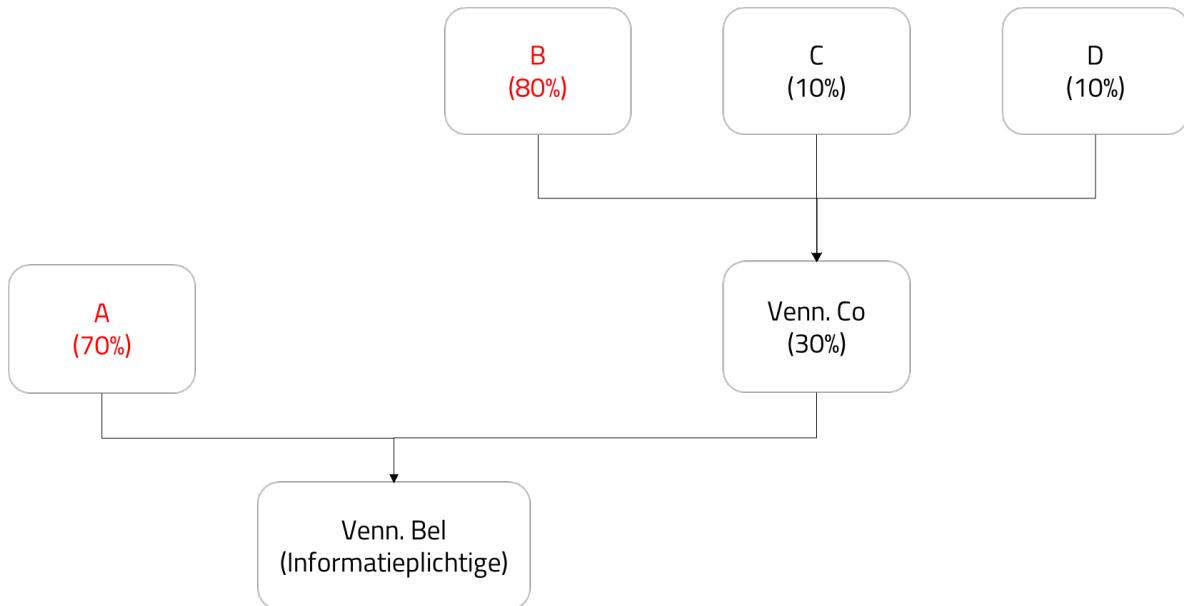 B
(80%)
C
(10%)
D
(10%)
A
(70%)
Venn. Co
(30%)
Venn. Bel
(Informatieplichtige)